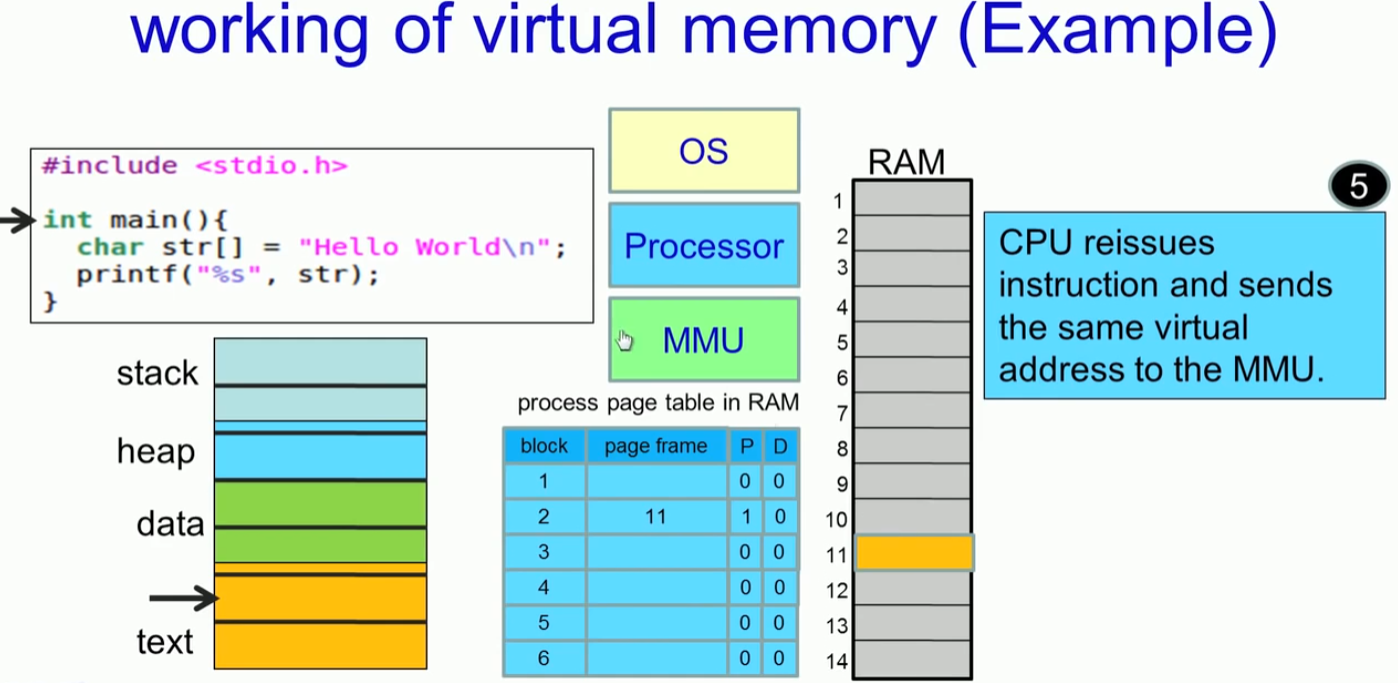 working of virtual memory (Example)
#include <stdio.h>
int main(){
char str[] = "Hello World\n";
printf("%s", str);
}
OS
Processor
MMU
stack
heap
data
text
process page table in RAM
block page frame P D
1 0 0
2 11 1 0
3 0 0
4 0 0
5 0 0
6 0 0
RAM
1
2
3
4
5
6
7
8
9
10
11
12
13
14
5
CPU reissues
instruction and sends
the same virtual
address to the MMU.